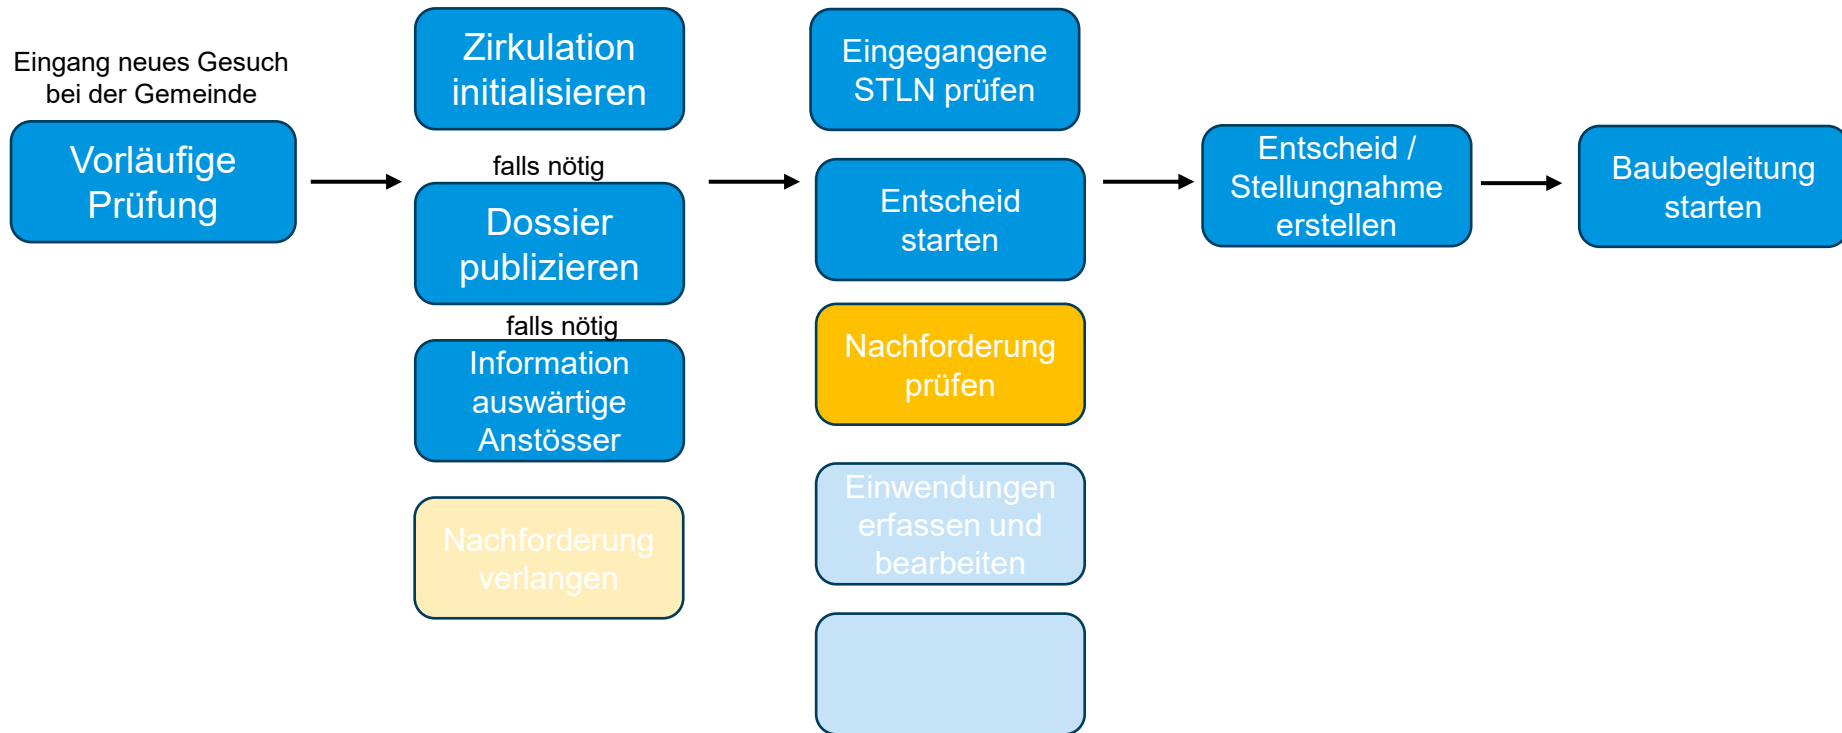 Eingang neues Gesuch
bei der Gemeinde
Vorläufige
Prüfung
Zirkulation
initialisieren
falls nötig
Dossier
publizieren
falls nötig
Information
auswärtige
Anstösser
Nachforderung
verlangen
Eingegangene
STLN prüfen
Entscheid
starten
Nachforderung
prüfen
Einwendungen
erfassen und
bearbeiten
Entscheid /
Stellungnahme
erstellen
Baubegleitung
starten